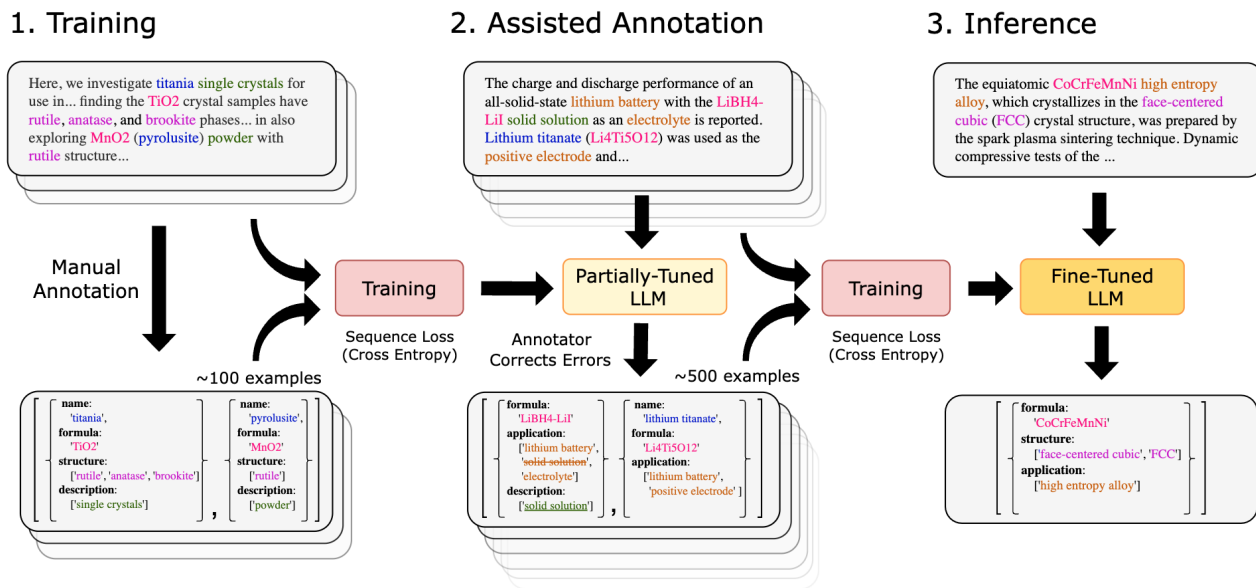 1. Training
Here, we investigate titania single crystals for
use in... finding the TiO2 crystal samples have
rutile, anatase, and brookite phases... in also
exploring MnO2 (pyrolusite) powder with
rutile structure...
Manual
Annotation
~100 examples
[ { name:
'titania',
formula:
'TiO2'
structure:
['rutile', 'anatase', 'brookite']
description:
['single crystals'] } ,
{ name:
'pyrolusite',
formula:
'MnO2'
structure:
['rutile']
description:
['powder'] } ]
Training
Sequence Loss
(Cross Entropy)
2. Assisted Annotation
The charge and discharge performance of an
all-solid-state lithium battery with the LiBH4-
LiI solid solution as an electrolyte is reported.
Lithium titanate (Li4Ti5O12) was used as the
positive electrode and...
Partially-Tuned
LLM
Annotator
Corrects Errors
~500 examples
[ { formula:
'LiBH4-LiI'
application:
['lithium battery',
'solid solution',
'electrolyte']
description:
['solid solution'] } ,
{ name:
'lithium titanate',
formula:
'Li4Ti5O12'
application:
['lithium battery',
'positive electrode' ] } ]
Training
Sequence Loss
(Cross Entropy)
3. Inference
The equiatomic CoCrFeMnNi high entropy
alloy, which crystallizes in the face-centered
cubic (FCC) crystal structure, was prepared by
the spark plasma sintering technique. Dynamic
compressive tests of the ...
Fine-Tuned
LLM
[ { formula:
'CoCrFeMnNi'
structure:
['face-centered cubic', 'FCC']
application:
['high entropy alloy'] } ]